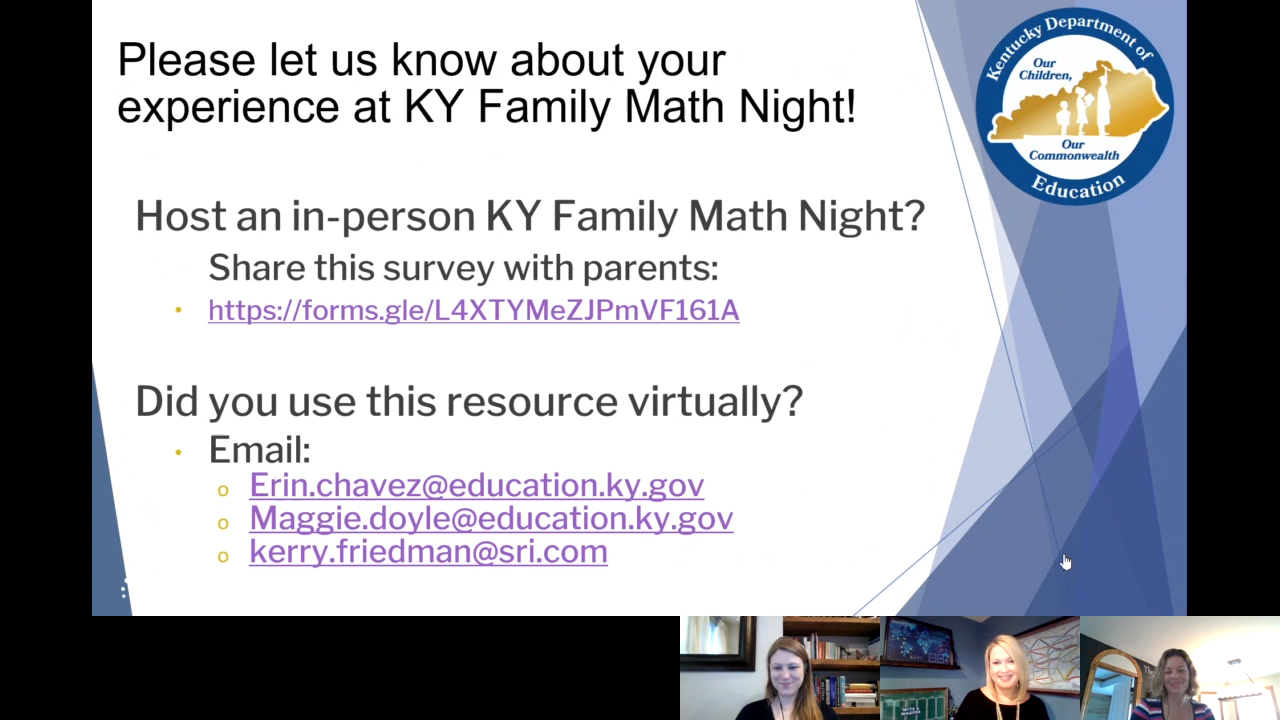 Please let us know about your
experience at KY Family Math Night!
Kentucky Department of
Our
Children,
Our
Commonwealth
Education
Host an in-person KY Family Math Night?
Share this survey with parents:
https://forms.gle/L4XTYMeZJPmVF161A
Did you use this resource virtually?
Email:
Erin.chavez@education.ky.gov
Maggie.doyle@education.ky.gov
kerry.friedman@sri.com